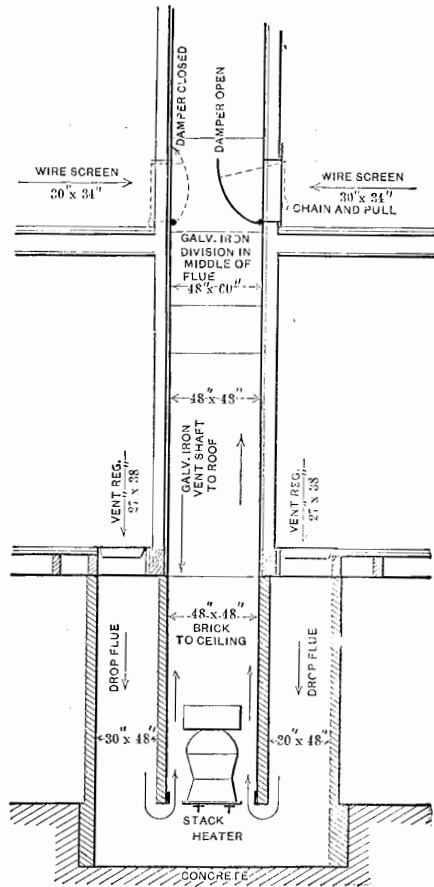 DAMPER CLOSED
DAMPER OPEN
WIRE SCREEN
30"x 34"
WIRE SCREEN
30"x 34"
CHAIN AND PULL
GALV. IRON
DIVISION IN
MIDDLE OF
FLUE
48"x 60"
48"x 48"
GALV. IRON
VENT SHAFT
TO ROOF
VENT REG.
27"x 38"
VENT REG.
27"x 38"
48"x 48"
BRICK
TO CEILING
DROP FLUE
DROP FLUE
30"x 48"
30"x 48"
STACK
HEATER
CONCRETE